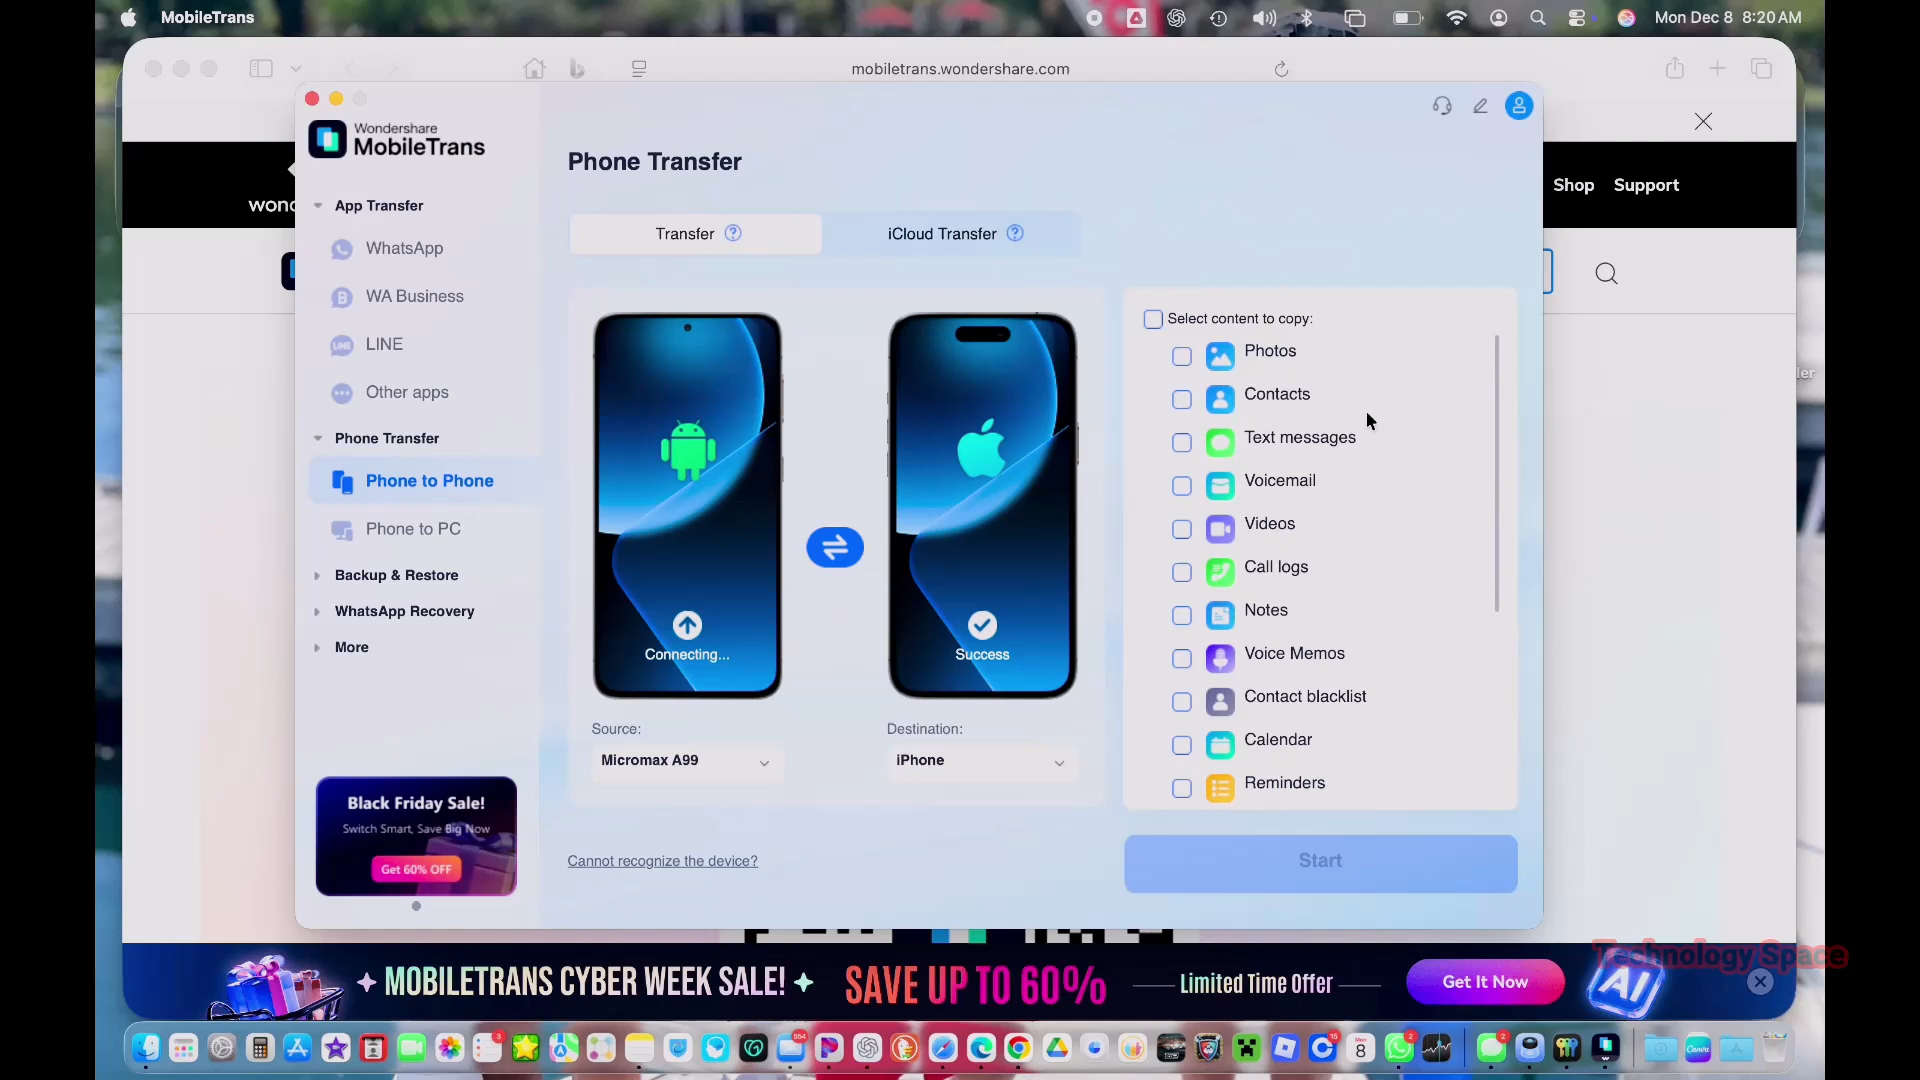 MobileTrans
Mon Dec 8 8:20 AM
mobiletrans.wondershare.com
Wondershare
MobileTrans
Phone Transfer
wond
Shop Support
App Transfer
WhatsApp
WA Business
LINE
Other apps
Phone Transfer
Phone to Phone
Phone to PC
Backup & Restore
WhatsApp Recovery
More
Black Friday Sale!
Switch Smart, Save Big Now
Get 60% OFF
Transfer ?
iCloud Transfer ?
Connecting...
Success
Source:
Micromax A99
Destination:
iPhone
Cannot recognize the device?
Select content to copy:
Photos
Contacts
Text messages
Voicemail
Videos
Call logs
Notes
Voice Memos
Contact blacklist
Calendar
Reminders
Start
Technology Space
MOBILETRANS CYBER WEEK SALE! SAVE UP TO 60% Limited Time Offer Get It Now AI